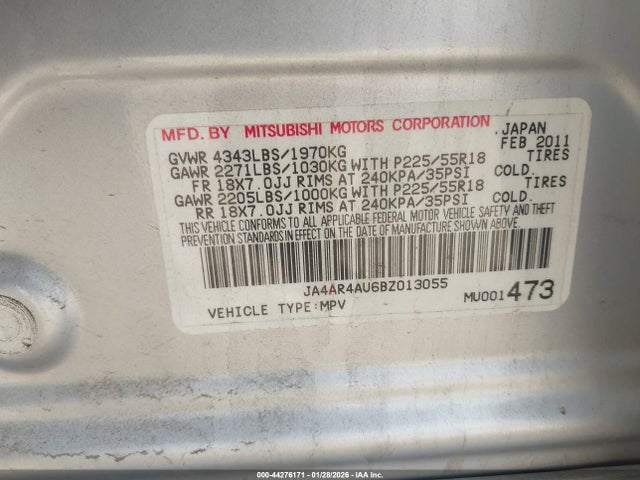 MFD. BY MITSUBISHI MOTORS CORPORATION
JAPAN
GVWR 4343LBS/1970KG FEB 2011
GAWR 2271LBS/1030KG WITH P225/55R18 TIRES
FR 18X7.0JJ RIMS AT 240KPA/35PSI COLD.
GAWR 2205LBS/1000KG WITH P225/55R18 TIRES
RR 18X7.0JJ RIMS AT 240KPA/35PSI COLD.
THIS VEHICLE CONFORMS TO ALL APPLICABLE FEDERAL MOTOR VEHICLE SAFETY AND THEFT
PREVENTION STANDARDS IN EFFECT ON THE DATE OF MANUFACTURE SHOWN ABOVE.
JA4AR4AU6BZ013055
VEHICLE TYPE:MPV MU001473
000-44276171 - 01/28/2026 - IAAI Inc. Copyright